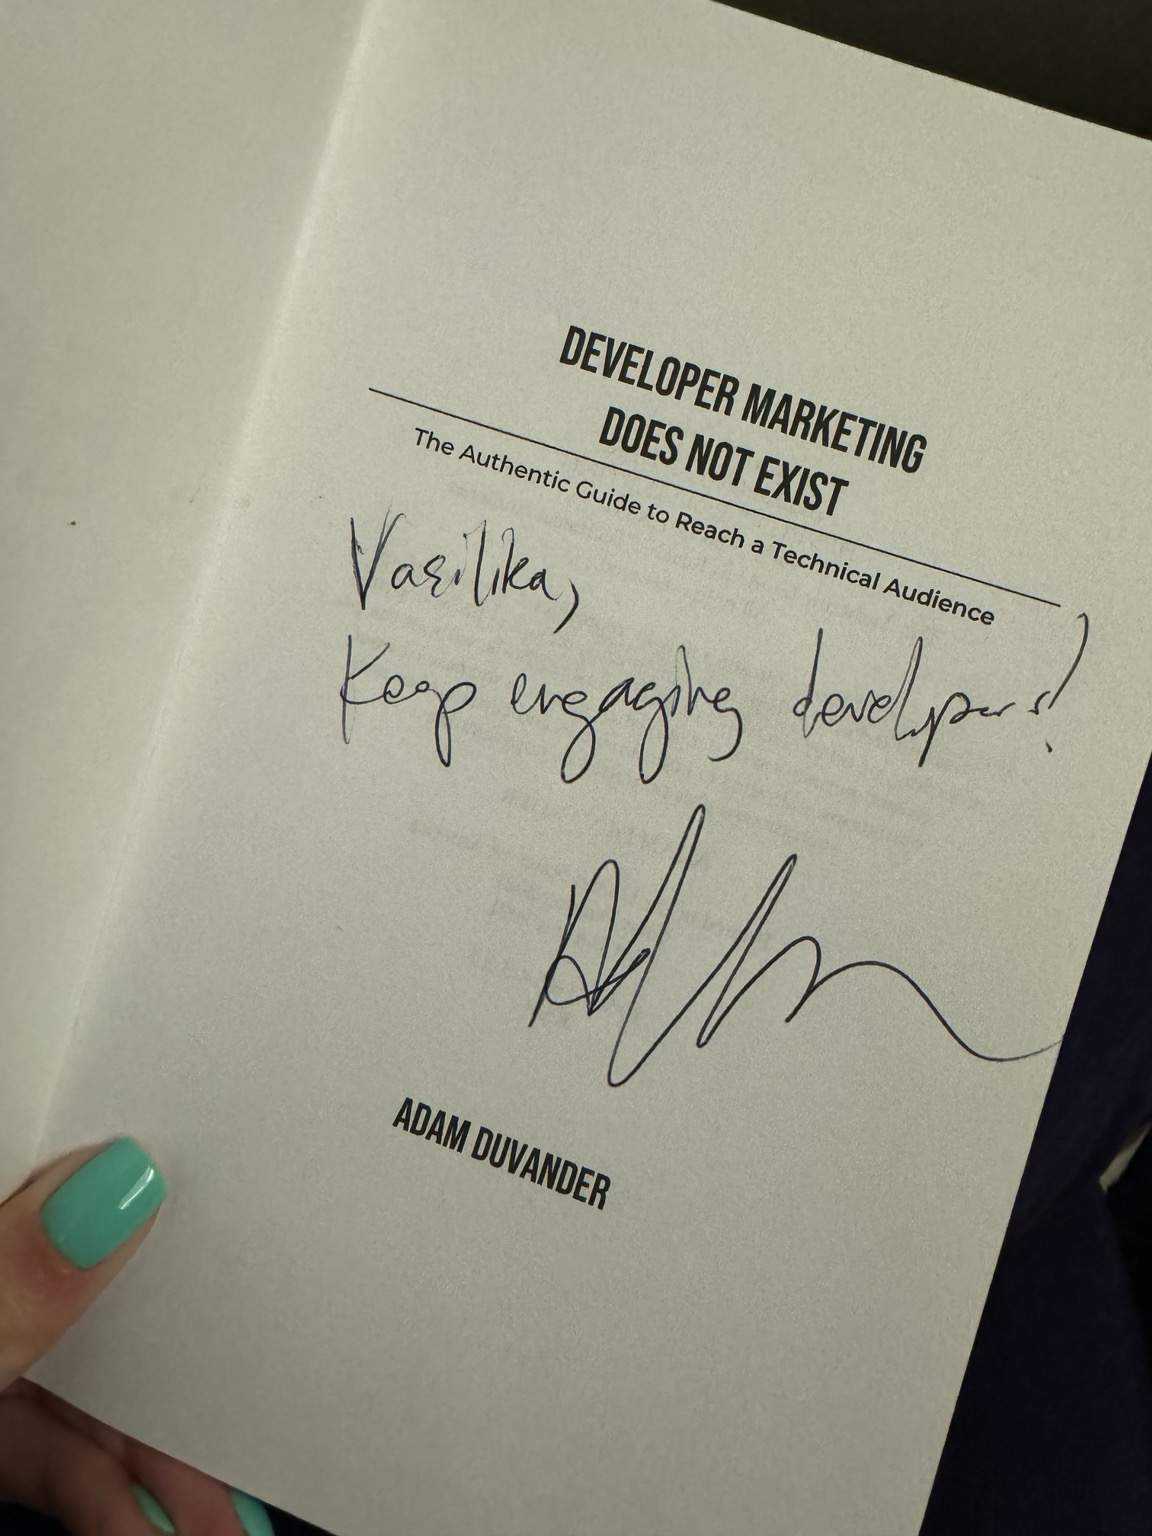 DEVELOPER MARKETING
DOES NOT EXIST
The Authentic Guide to Reach a Technical Audience
Vasilika,
Keep engaging developers!
ADAM DUVANDER